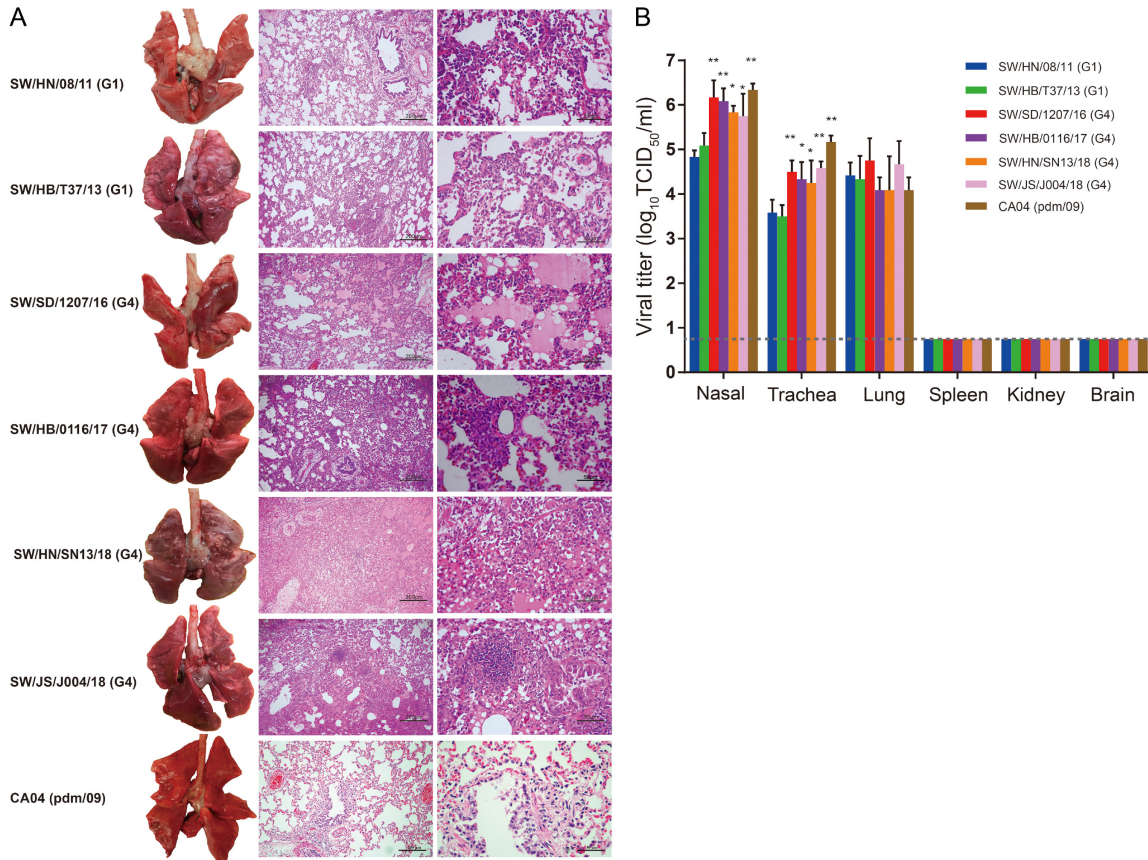 A
SW/HN/08/11 (G1)
SW/HB/T37/13 (G1)
SW/SD/1207/16 (G4)
SW/HB/0116/17 (G4)
SW/HN/SN13/18 (G4)
SW/JS/J004/18 (G4)
CA04 (pdm/09)
B
Viral titer (log10TCID50/ml)
7
6
5
4
3
2
1
0
** ** * * **
** * * ** **
Nasal Trachea Lung Spleen Kidney Brain
SW/HN/08/11 (G1)
SW/HB/T37/13 (G1)
SW/SD/1207/16 (G4)
SW/HB/0116/17 (G4)
SW/HN/SN13/18 (G4)
SW/JS/J004/18 (G4)
CA04 (pdm/09)